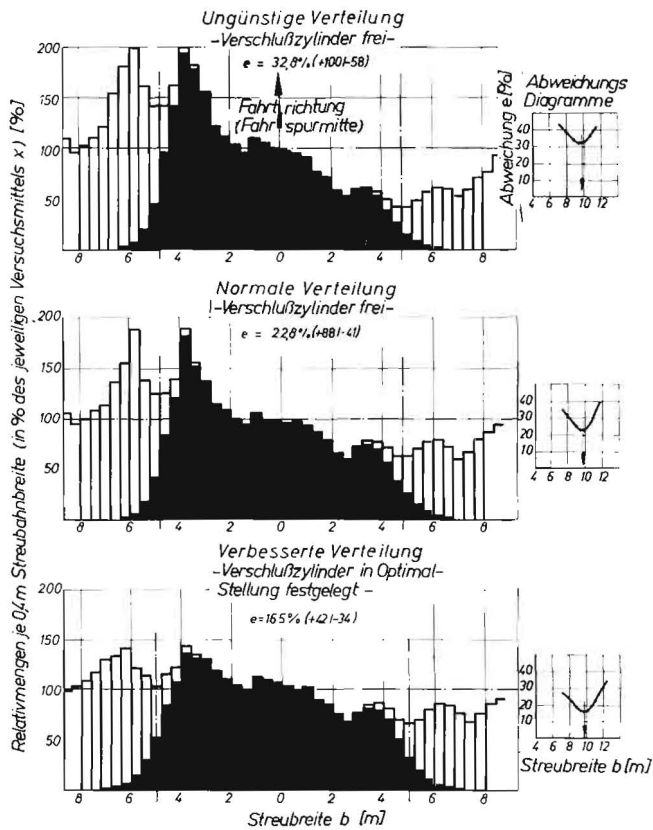 Ungünstige Verteilung
-Verschlußzylinder frei-
e = 32,8% (+100/-58)
Fahrtrichtung
(Fahrspurmitte)
200
150
100
50
8 6 4 2 0 2 4 6 8
Abweichungs
Diagramme
Abweichung e [%]
40
30
20
10
4 6 8 10 12
Normale Verteilung
-Verschlußzylinder frei-
e = 22,8% (+88/-41)
200
150
100
50
8 6 4 2 0 2 4 6 8
40
30
20
10
4 6 8 10 12
Verbesserte Verteilung
-Verschlußzylinder in Optimal-
Stellung festgelegt -
e=16,5% (+42/-34)
200
150
100
50
8 6 4 2 0 2 4 6 8
Streubreite b [m]
40
30
20
10
4 6 8 10 12
Streubreite b [m]
Relativmengen je 0,4m Streubahnbreite (in % des jeweiligen Versuchsmittels x) [%]